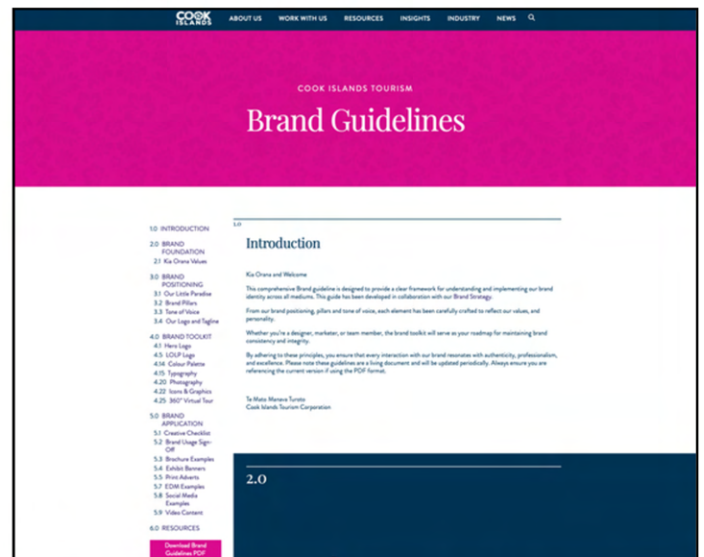 COOK
ISLANDS
ABOUT US WORK WITH US RESOURCES INSIGHTS INDUSTRY NEWS
COOK ISLANDS TOURISM
Brand Guidelines
1.0 INTRODUCTION
2.0 BRAND
FOUNDATION
2.1 Kia Orana Values
3.0 BRAND
POSITIONING
3.1 Our Little Paradise
3.2 Brand Pillars
3.3 Tone of Voice
3.4 Our Logo and Tagline
4.0 BRAND TOOLKIT
4.1 Hero Logo
4.5 LOLP Logo
4.14 Colour Palette
4.15 Typography
4.20 Photography
4.22 Icons & Graphics
4.25 360° Virtual Tour
5.0 BRAND
APPLICATION
5.1 Creative Checklist
5.2 Brand Usage Sign-
Off
5.3 Brochure Examples
5.4 Exhibit Banners
5.5 Print Adverts
5.7 EDM Examples
5.8 Social Media
Examples
5.9 Video Content
6.0 RESOURCES
Download Brand
Guidelines PDF
1.0
Introduction
Kia Orana and Welcome
This comprehensive Brand guideline is designed to provide a clear framework for understanding and implementing our brand
identity across all mediums. This guide has been developed in collaboration with our Brand Strategy.
From our brand positioning, pillars and tone of voice, each element has been carefully crafted to reflect our values, and
personality.
Whether you're a designer, marketer, or team member, the brand toolkit will serve as your roadmap for maintaining brand
consistency and integrity.
By adhering to these principles, you ensure that every interaction with our brand resonates with authenticity, professionalism,
and excellence. Please note these guidelines are a living document and will be updated periodically. Always ensure you are
referencing the current version if using the PDF format.
Te Mato Manava Turoto
Cook Islands Tourism Corporation
2.0